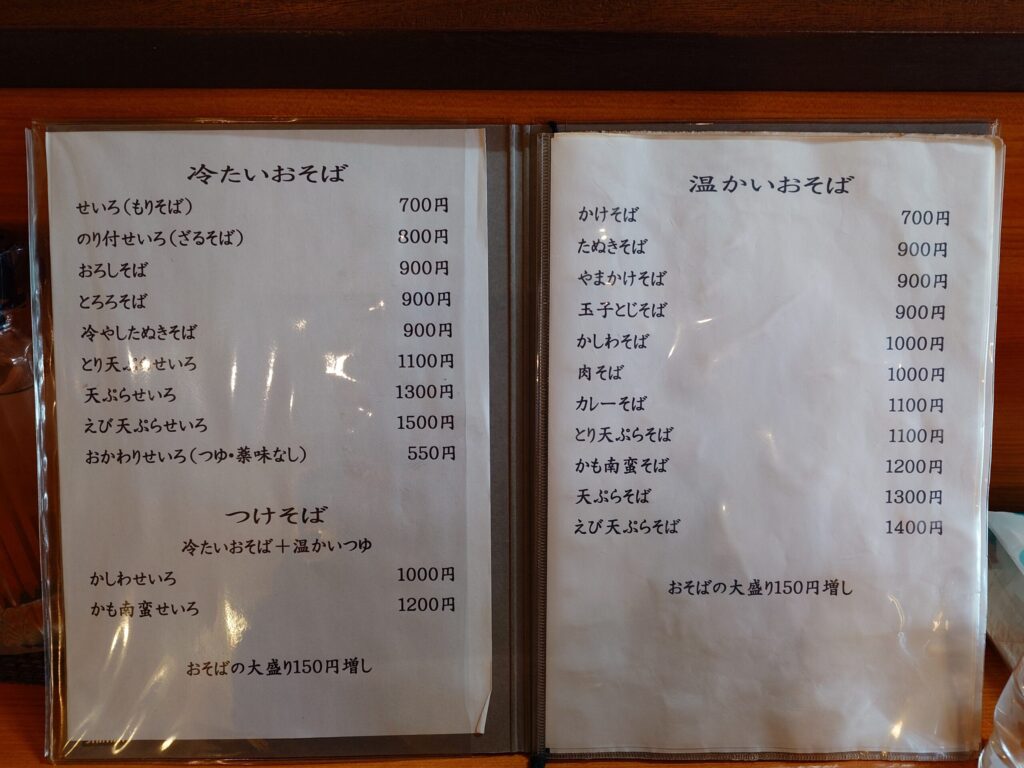 冷たいおそば
せいろ(もりそば) 700円
のり付せいろ(ざるそば) 800円
おろしそば 900円
とろろそば 900円
冷やしたぬきそば 900円
とり天ぷらせいろ 1100円
天ぷらせいろ 1300円
えび天ぷらせいろ 1500円
おかわりせいろ(つゆ・薬味なし) 550円
つけそば
冷たいおそば+温かいつゆ
かしわせいろ 1000円
かも南蛮せいろ 1200円
おそばの大盛り150円増し
温かいおそば
かけそば 700円
たぬきそば 900円
やまかけそば 900円
玉子とじそば 900円
かしわそば 1000円
肉そば 1000円
カレーそば 1100円
とり天ぷらそば 1100円
かも南蛮そば 1200円
天ぷらそば 1300円
えび天ぷらそば 1400円
おそばの大盛り150円増し